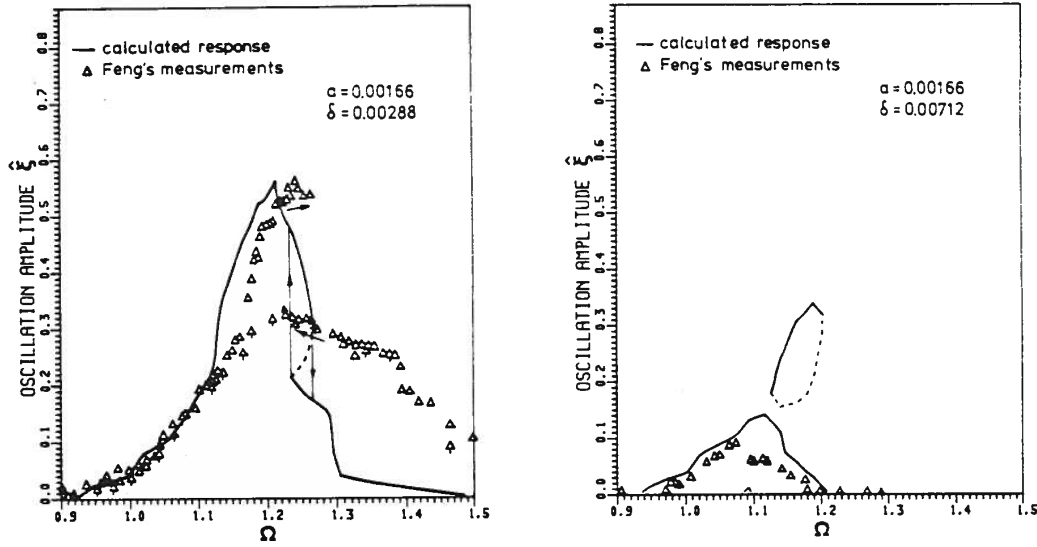 calculated response
Feng's measurements
a=0.00166
δ=0.00288
OSCILLATION AMPLITUDE ξ̂
0.0 0.1 0.2 0.3 0.4 0.5 0.6 0.7 0.8
0.9 1.0 1.1 1.2 1.3 1.4 1.5
Ω
calculated response
Feng's measurements
a=0.00166
δ=0.00712
OSCILLATION AMPLITUDE ξ̂
0.0 0.1 0.2 0.3 0.4 0.5 0.6 0.7 0.8
0.9 1.0 1.1 1.2 1.3 1.4 1.5
Ω